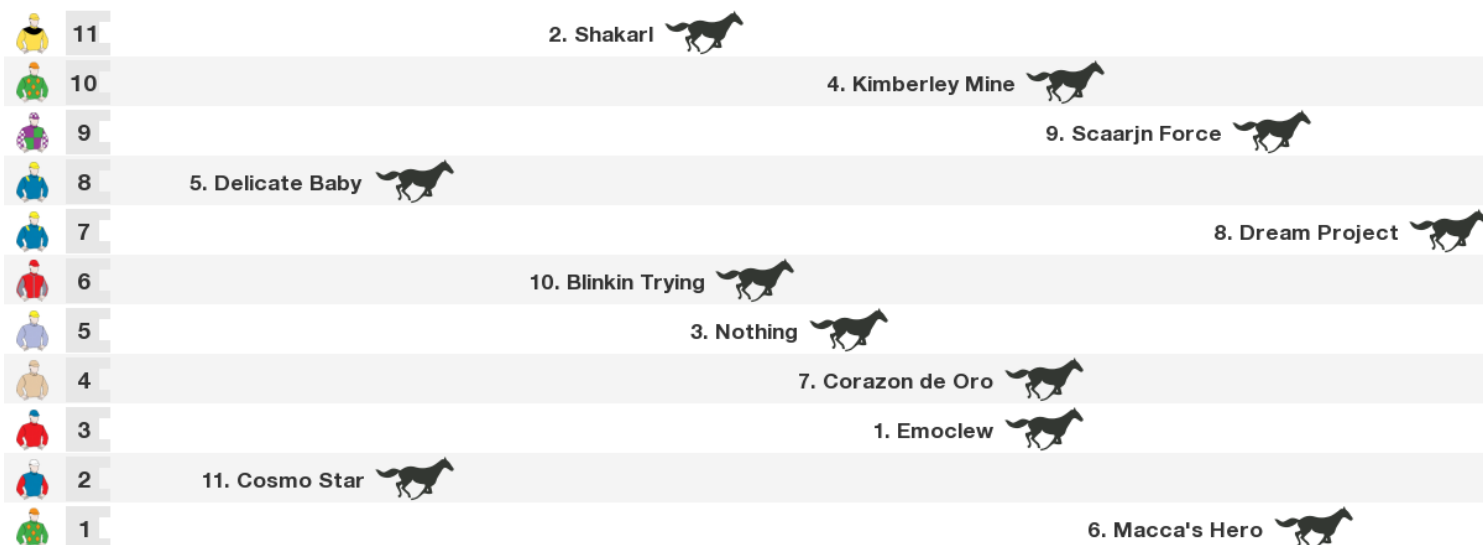 11 2. Shakarl
10 4. Kimberley Mine
9 9. Scaarjn Force
8 5. Delicate Baby
7 8. Dream Project
6 10. Blinkin Trying
5 3. Nothing
4 7. Corazon de Oro
3 1. Emoclew
2 11. Cosmo Star
1 6. Macca's Hero